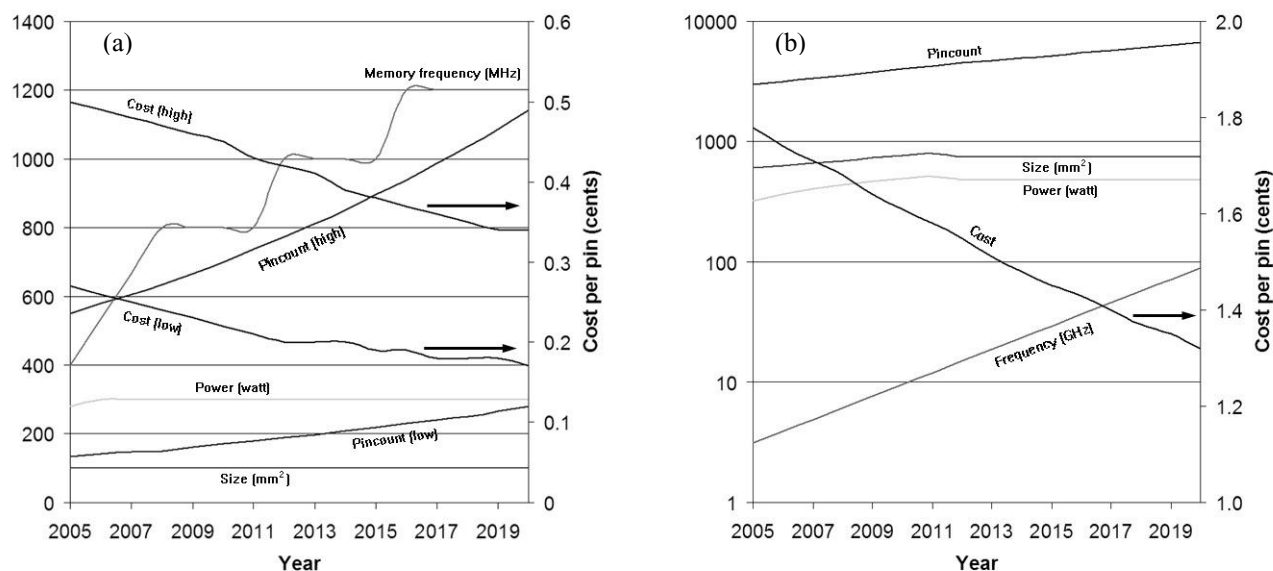 (a)
1400
1200
1000
800
600
400
200
0
0.6
0.5
0.4
0.3
0.2
0.1
0
Cost per pin (cents)
Memory frequency (MHz)
Cost (high)
Pincount (high)
Cost (low)
Power (watt)
Pincount (low)
Size (mm²)
2005 2007 2009 2011 2013 2015 2017 2019
Year
(b)
10000
1000
100
10
1
2.0
1.8
1.6
1.4
1.2
1.0
Cost per pin (cents)
Pincount
Size (mm²)
Power (watt)
Cost
Frequency (GHz)
2005 2007 2009 2011 2013 2015 2017 2019
Year